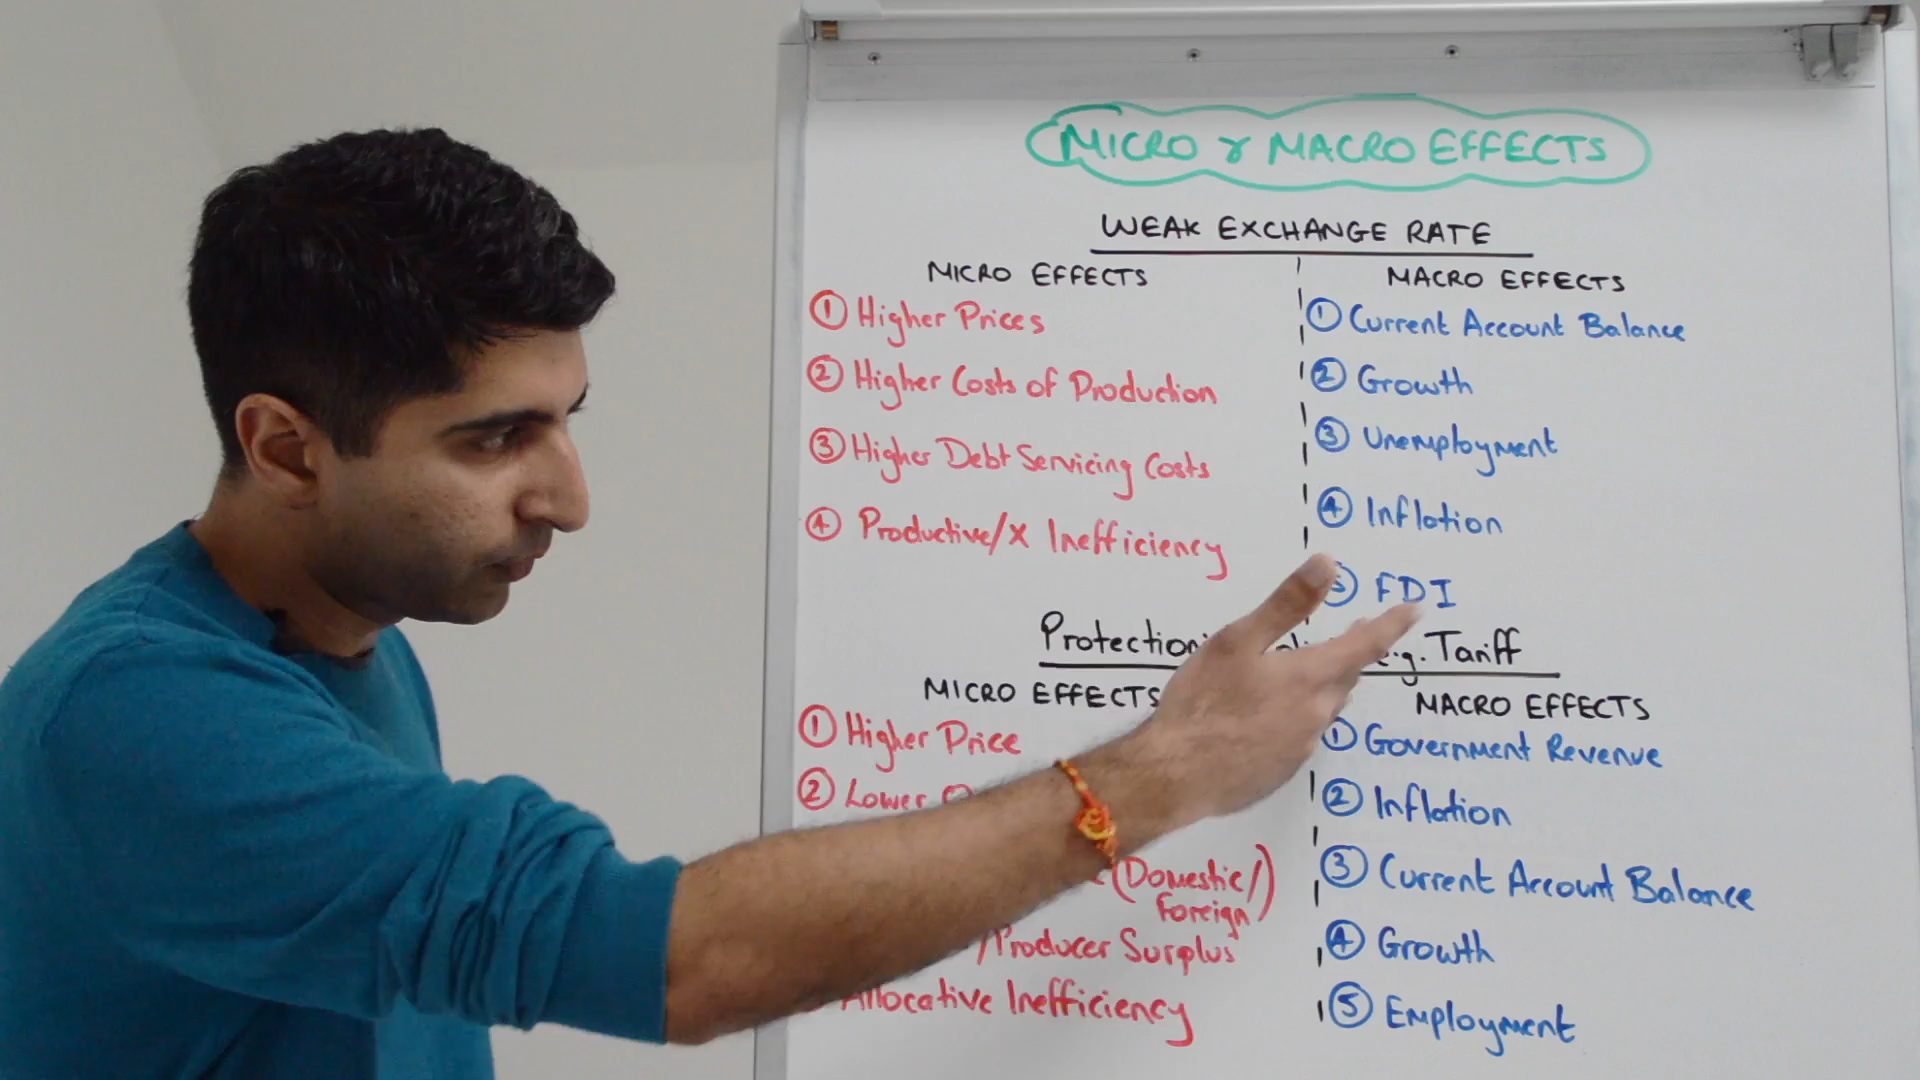 MICRO & MACRO EFFECTS
WEAK EXCHANGE RATE
MICRO EFFECTS
① Higher Prices
② Higher Costs of Production
③ Higher Debt Servicing Costs
④ Productive/X Inefficiency
MACRO EFFECTS
① Current Account Balance
② Growth
③ Unemployment
④ Inflation
FDI
e.g. Tariff
MICRO EFFECTS
① Higher Price
② Lower
(Domestic/
Foreign)
/Producer Surplus
Allocative Inefficiency
MACRO EFFECTS
① Government Revenue
② Inflation
③ Current Account Balance
④ Growth
⑤ Employment